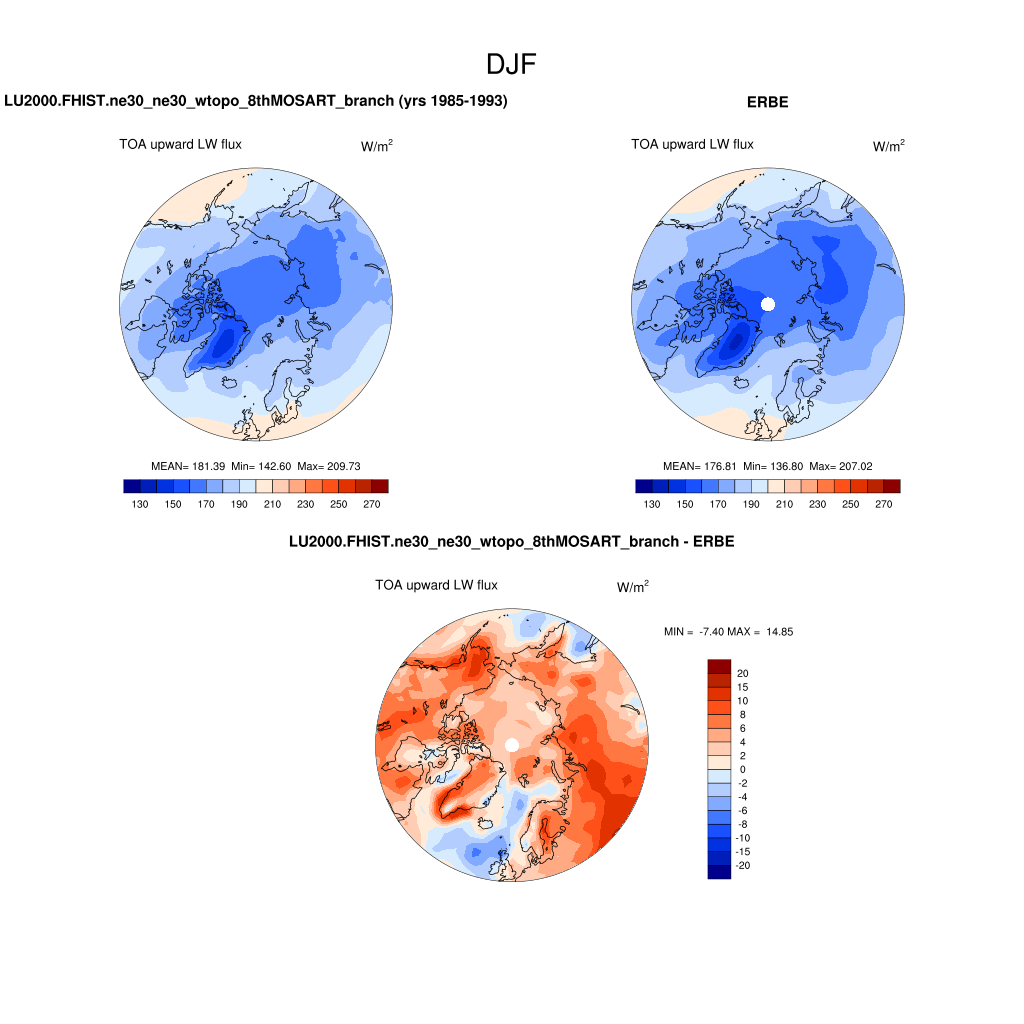 DJF
LU2000.FHIST.ne30_ne30_wtopo_8thMOSART_branch (yrs 1985-1993)
ERBE
TOA upward LW flux W/m²
TOA upward LW flux W/m²
MEAN= 181.39 Min= 142.60 Max= 209.73
MEAN= 176.81 Min= 136.80 Max= 207.02
130 150 170 190 210 230 250 270
130 150 170 190 210 230 250 270
LU2000.FHIST.ne30_ne30_wtopo_8thMOSART_branch - ERBE
TOA upward LW flux W/m²
MIN = -7.40 MAX = 14.85
20
15
10
8
6
4
2
0
-2
-4
-6
-8
-10
-15
-20